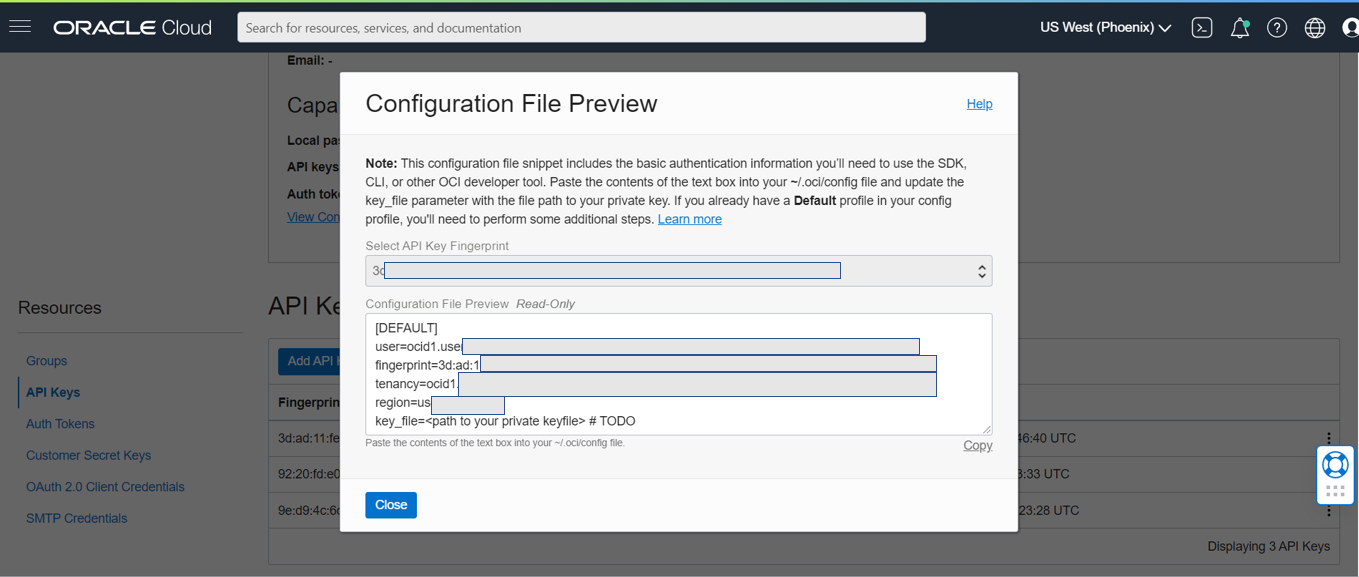 ORACLE Cloud
Search for resources, services, and documentation
US West (Phoenix)
Email: -
Capa
Local pa
API keys
Auth tok
View Con
Configuration File Preview
Help
Note: This configuration file snippet includes the basic authentication information you'll need to use the SDK,
CLI, or other OCI developer tool. Paste the contents of the text box into your ~/.oci/config file and update the
key_file parameter with the file path to your private key. If you already have a Default profile in your config
profile, you'll need to perform some additional steps. Learn more
Select API Key Fingerprint
3d
Configuration File Preview Read-Only
[DEFAULT]
user=ocid1.use
fingerprint=3d:ad:1
tenancy=ocid1.
region=us
key_file=<path to your private keyfile> # TODO
Paste the contents of the text box into your ~/.oci/config file.
Copy
Close
Resources
Groups
API Keys
Auth Tokens
Customer Secret Keys
OAuth 2.0 Client Credentials
SMTP Credentials
API Ke
Add API
Fingerprin
3d:ad:11:fe
46:40 UTC
92:20:fd:e0
3:33 UTC
9e:d9:4c:6
23:28 UTC
Displaying 3 API Keys